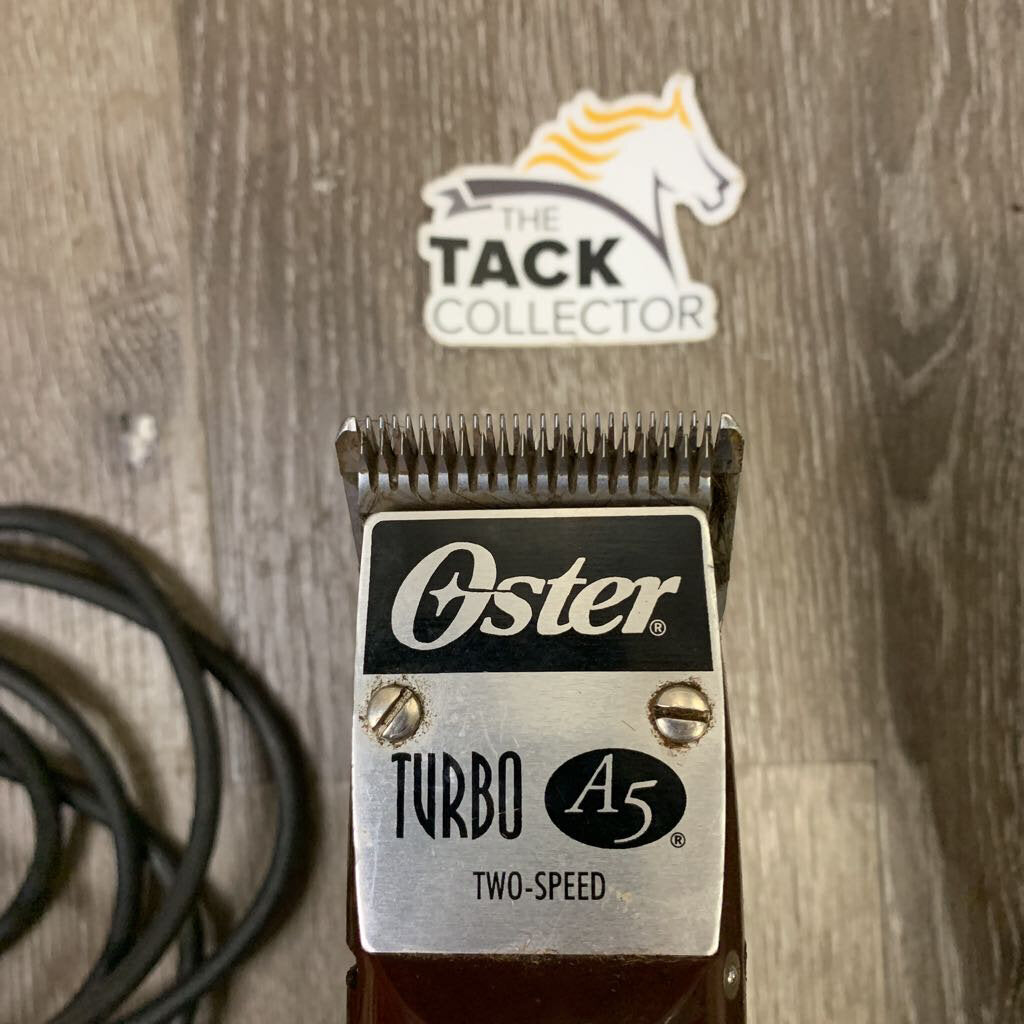 THE
TACK
COLLECTOR
Oster®
TURBO A5®
TWO-SPEED